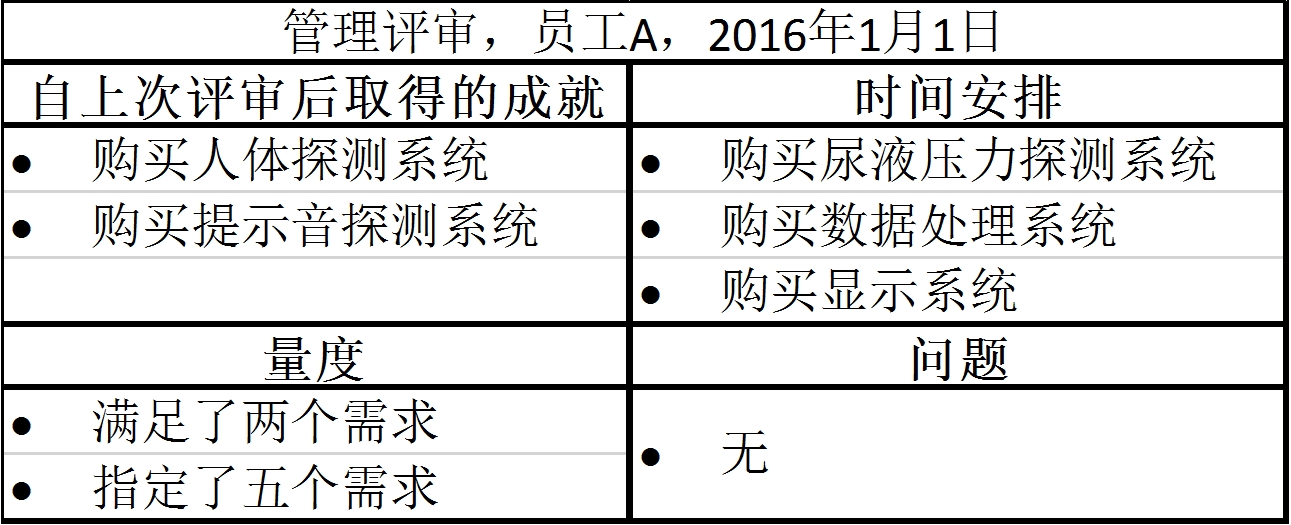 管理评审，员工A，2016年1月1日
自上次评审后取得的成就
时间安排
● 购买人体探测系统
● 购买提示音探测系统
● 购买尿液压力探测系统
● 购买数据处理系统
● 购买显示系统
量度
问题
● 满足了两个需求
● 指定了五个需求
● 无